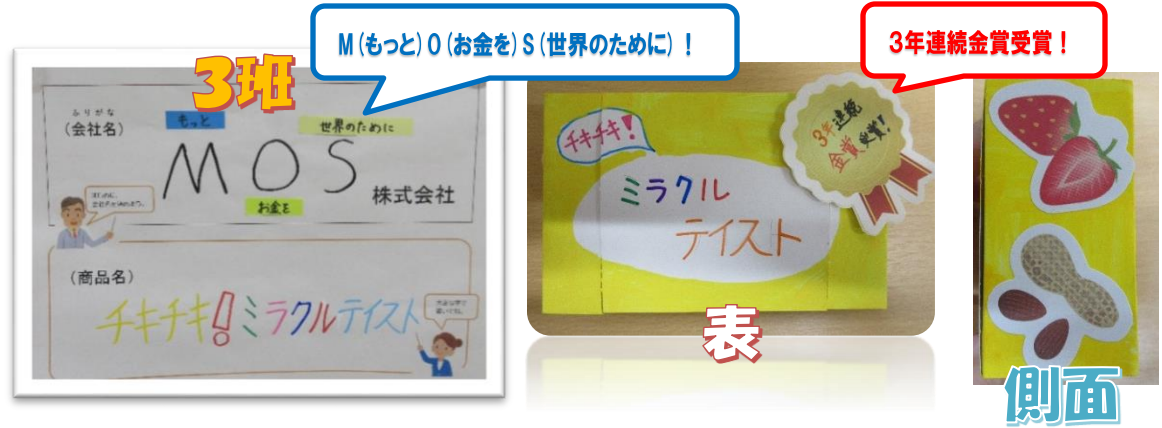 M(もっと)O(お金を)S(世界のために)!
3年連続金賞受賞!
3班
ふりがな
(会社名)
もっと
世界のために
MOS
株式会社
お金を
(商品名)
チキチキ!ミラクルテイスト
チキチキ!
ミラクル
テイスト
3年連続
金賞受賞!
表
側面